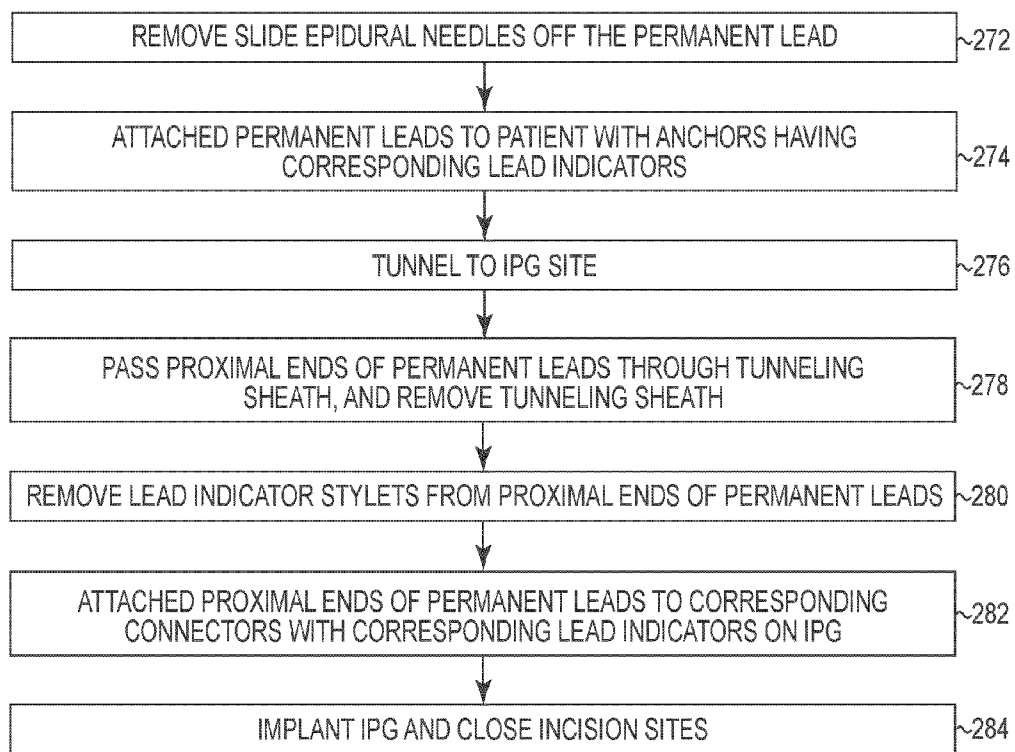 REMOVE SLIDE EPIDURAL NEEDLES OFF THE PERMANENT LEAD
~272
ATTACHED PERMANENT LEADS TO PATIENT WITH ANCHORS HAVING
CORRESPONDING LEAD INDICATORS
~274
TUNNEL TO IPG SITE
~276
PASS PROXIMAL ENDS OF PERMANENT LEADS THROUGH TUNNELING
SHEATH, AND REMOVE TUNNELING SHEATH
~278
REMOVE LEAD INDICATOR STYLETS FROM PROXIMAL ENDS OF PERMANENT LEADS
~280
ATTACHED PROXIMAL ENDS OF PERMANENT LEADS TO CORRESPONDING
CONNECTORS WITH CORRESPONDING LEAD INDICATORS ON IPG
~282
IMPLANT IPG AND CLOSE INCISION SITES
~284